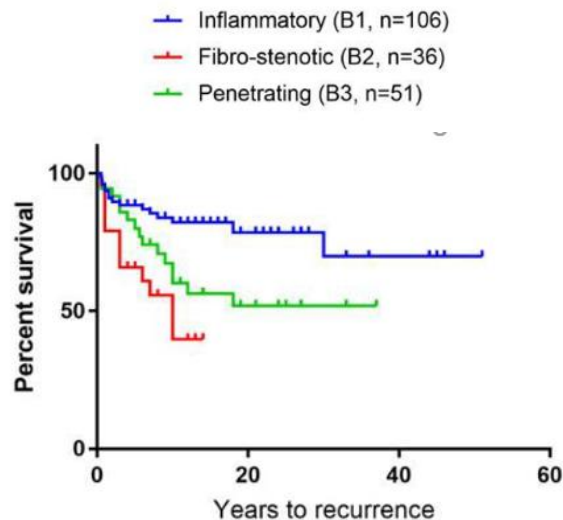 Inflammatory (B1, n=106)
Fibro-stenotic (B2, n=36)
Penetrating (B3, n=51)
Percent survival
100
50
0
0 20 40 60
Years to recurrence